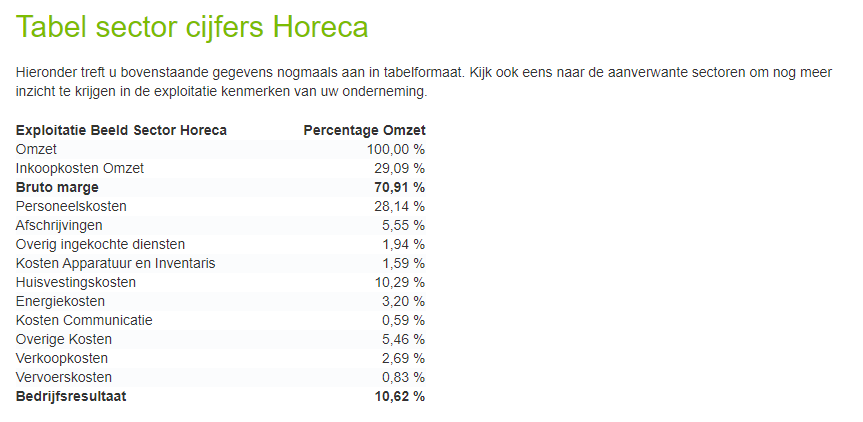 Tabel sector cijfers Horeca
Hieronder treft u bovenstaande gegevens nogmaals aan in tabelformaat. Kijk ook eens naar de aanverwante sectoren om nog meer
inzicht te krijgen in de exploitatie kenmerken van uw onderneming.
Exploitatie Beeld Sector Horeca Percentage Omzet
Omzet 100,00 %
Inkoopkosten Omzet 29,09 %
Bruto marge 70,91 %
Personeelskosten 28,14 %
Afschrijvingen 5,55 %
Overig ingekochte diensten 1,94 %
Kosten Apparatuur en Inventaris 1,59 %
Huisvestingskosten 10,29 %
Energiekosten 3,20 %
Kosten Communicatie 0,59 %
Overige Kosten 5,46 %
Verkoopkosten 2,69 %
Vervoerskosten 0,83 %
Bedrijfsresultaat 10,62 %